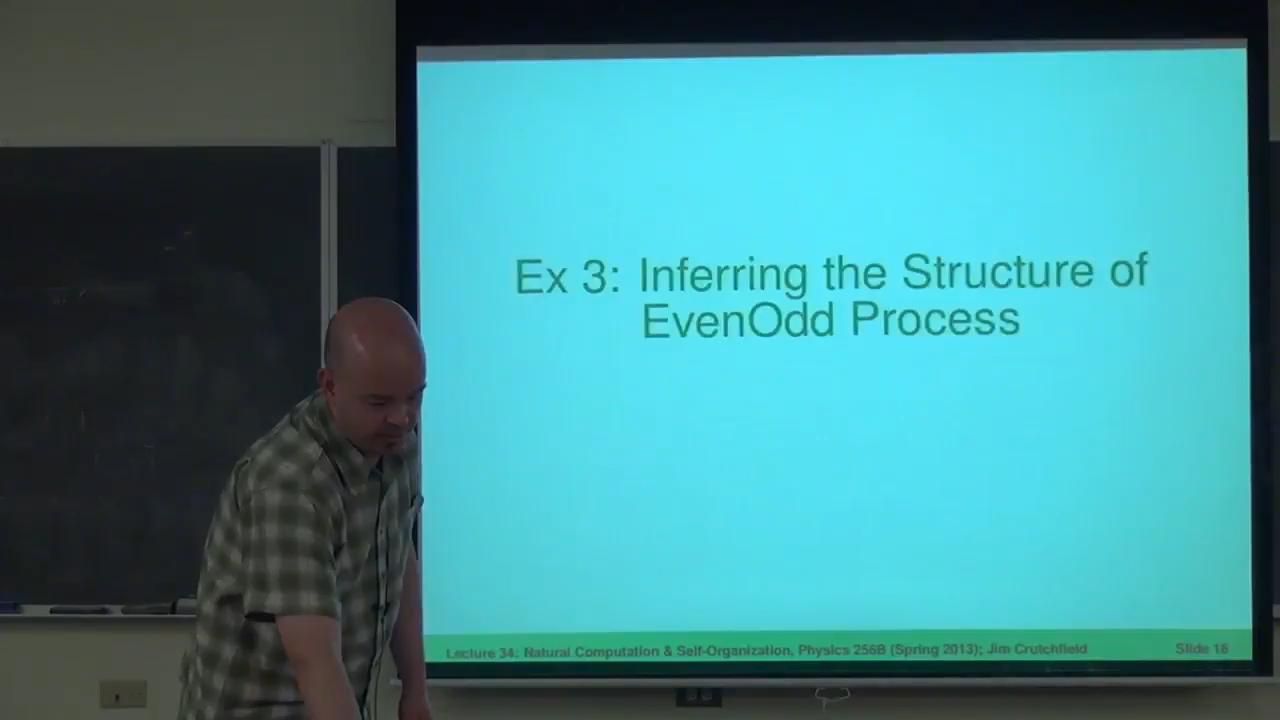 Ex 3: Inferring the Structure of
EvenOdd Process
Lecture 34: Natural Computation & Self-Organization, Physics 256B (Spring 2013); Jim Crutchfield Slide 18